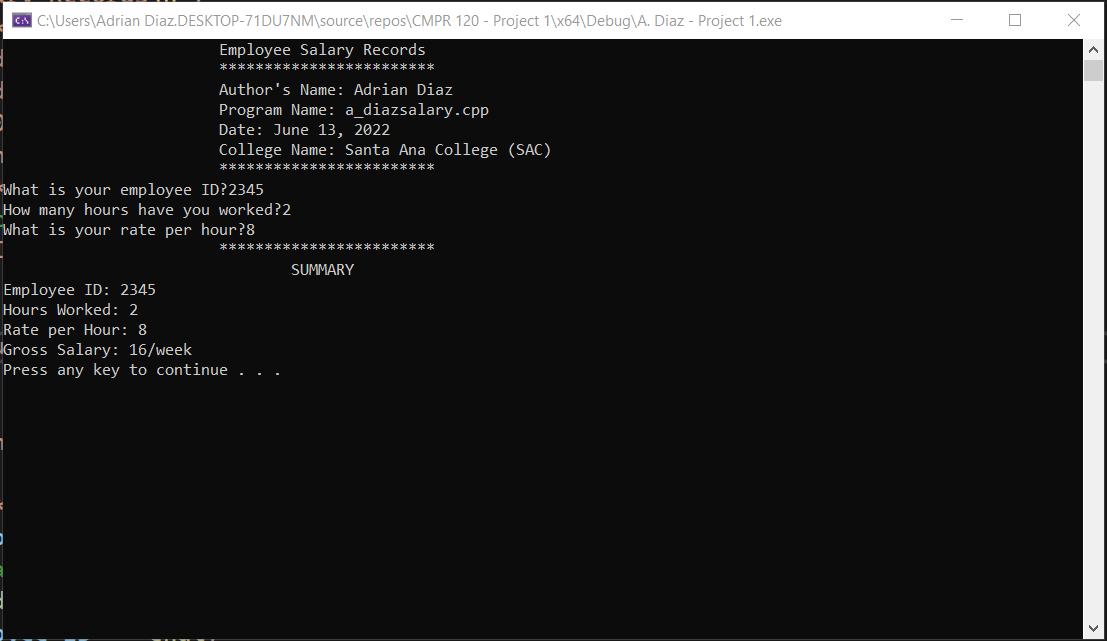 C:\Users\Adrian Diaz.DESKTOP-71DU7NM\source\repos\CMPR 120 - Project 1\x64\Debug\A. Diaz - Project 1.exe
Employee Salary Records
************************
Author's Name: Adrian Diaz
Program Name: a_diazsalary.cpp
Date: June 13, 2022
College Name: Santa Ana College (SAC)
************************
What is your employee ID?2345
How many hours have you worked?2
What is your rate per hour?8
************************
SUMMARY
Employee ID: 2345
Hours Worked: 2
Rate per Hour: 8
Gross Salary: 16/week
Press any key to continue . . .